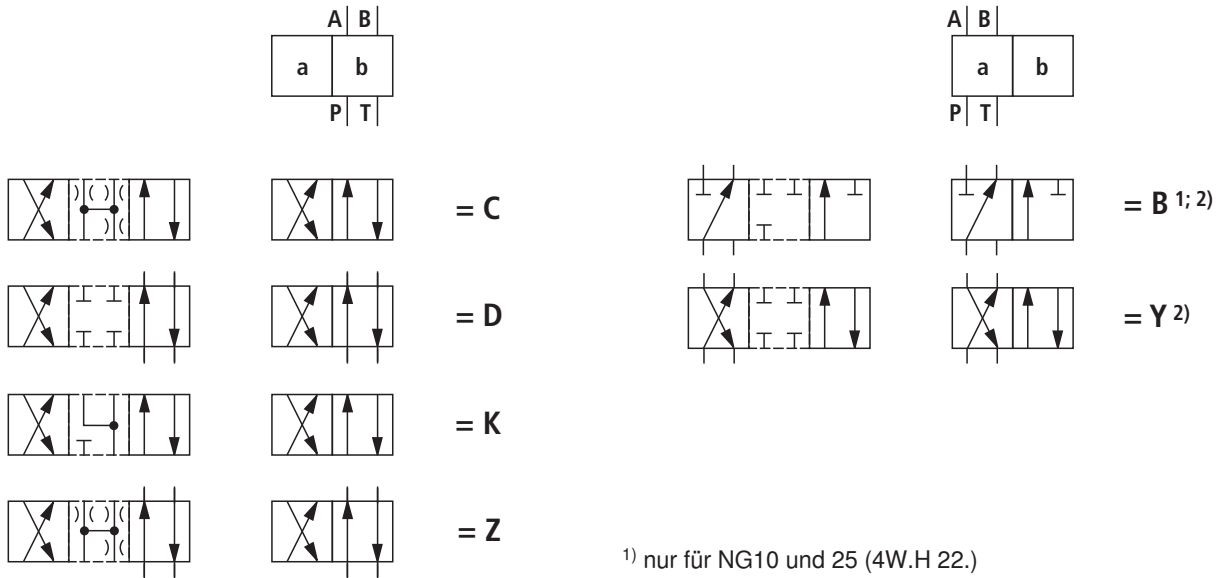 A B
a b
P T
= C
= D
= K
= Z
A B
a b
P T
= B 1; 2)
= Y 2)
1) nur für NG10 und 25 (4W.H 22.)